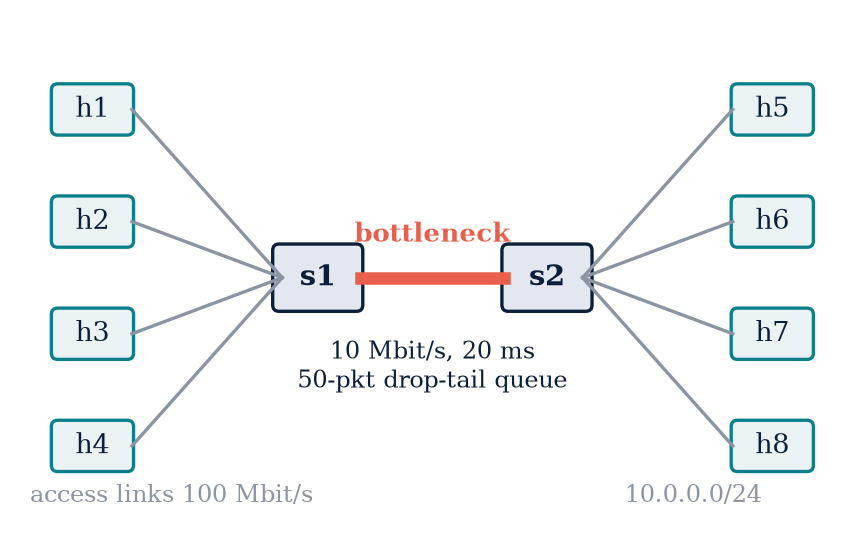 h1
h5
h2
h6
bottleneck
s1
s2
h3
h7
10 Mbit/s, 20 ms
50-pkt drop-tail queue
h4
h8
access links 100 Mbit/s
10.0.0.0/24